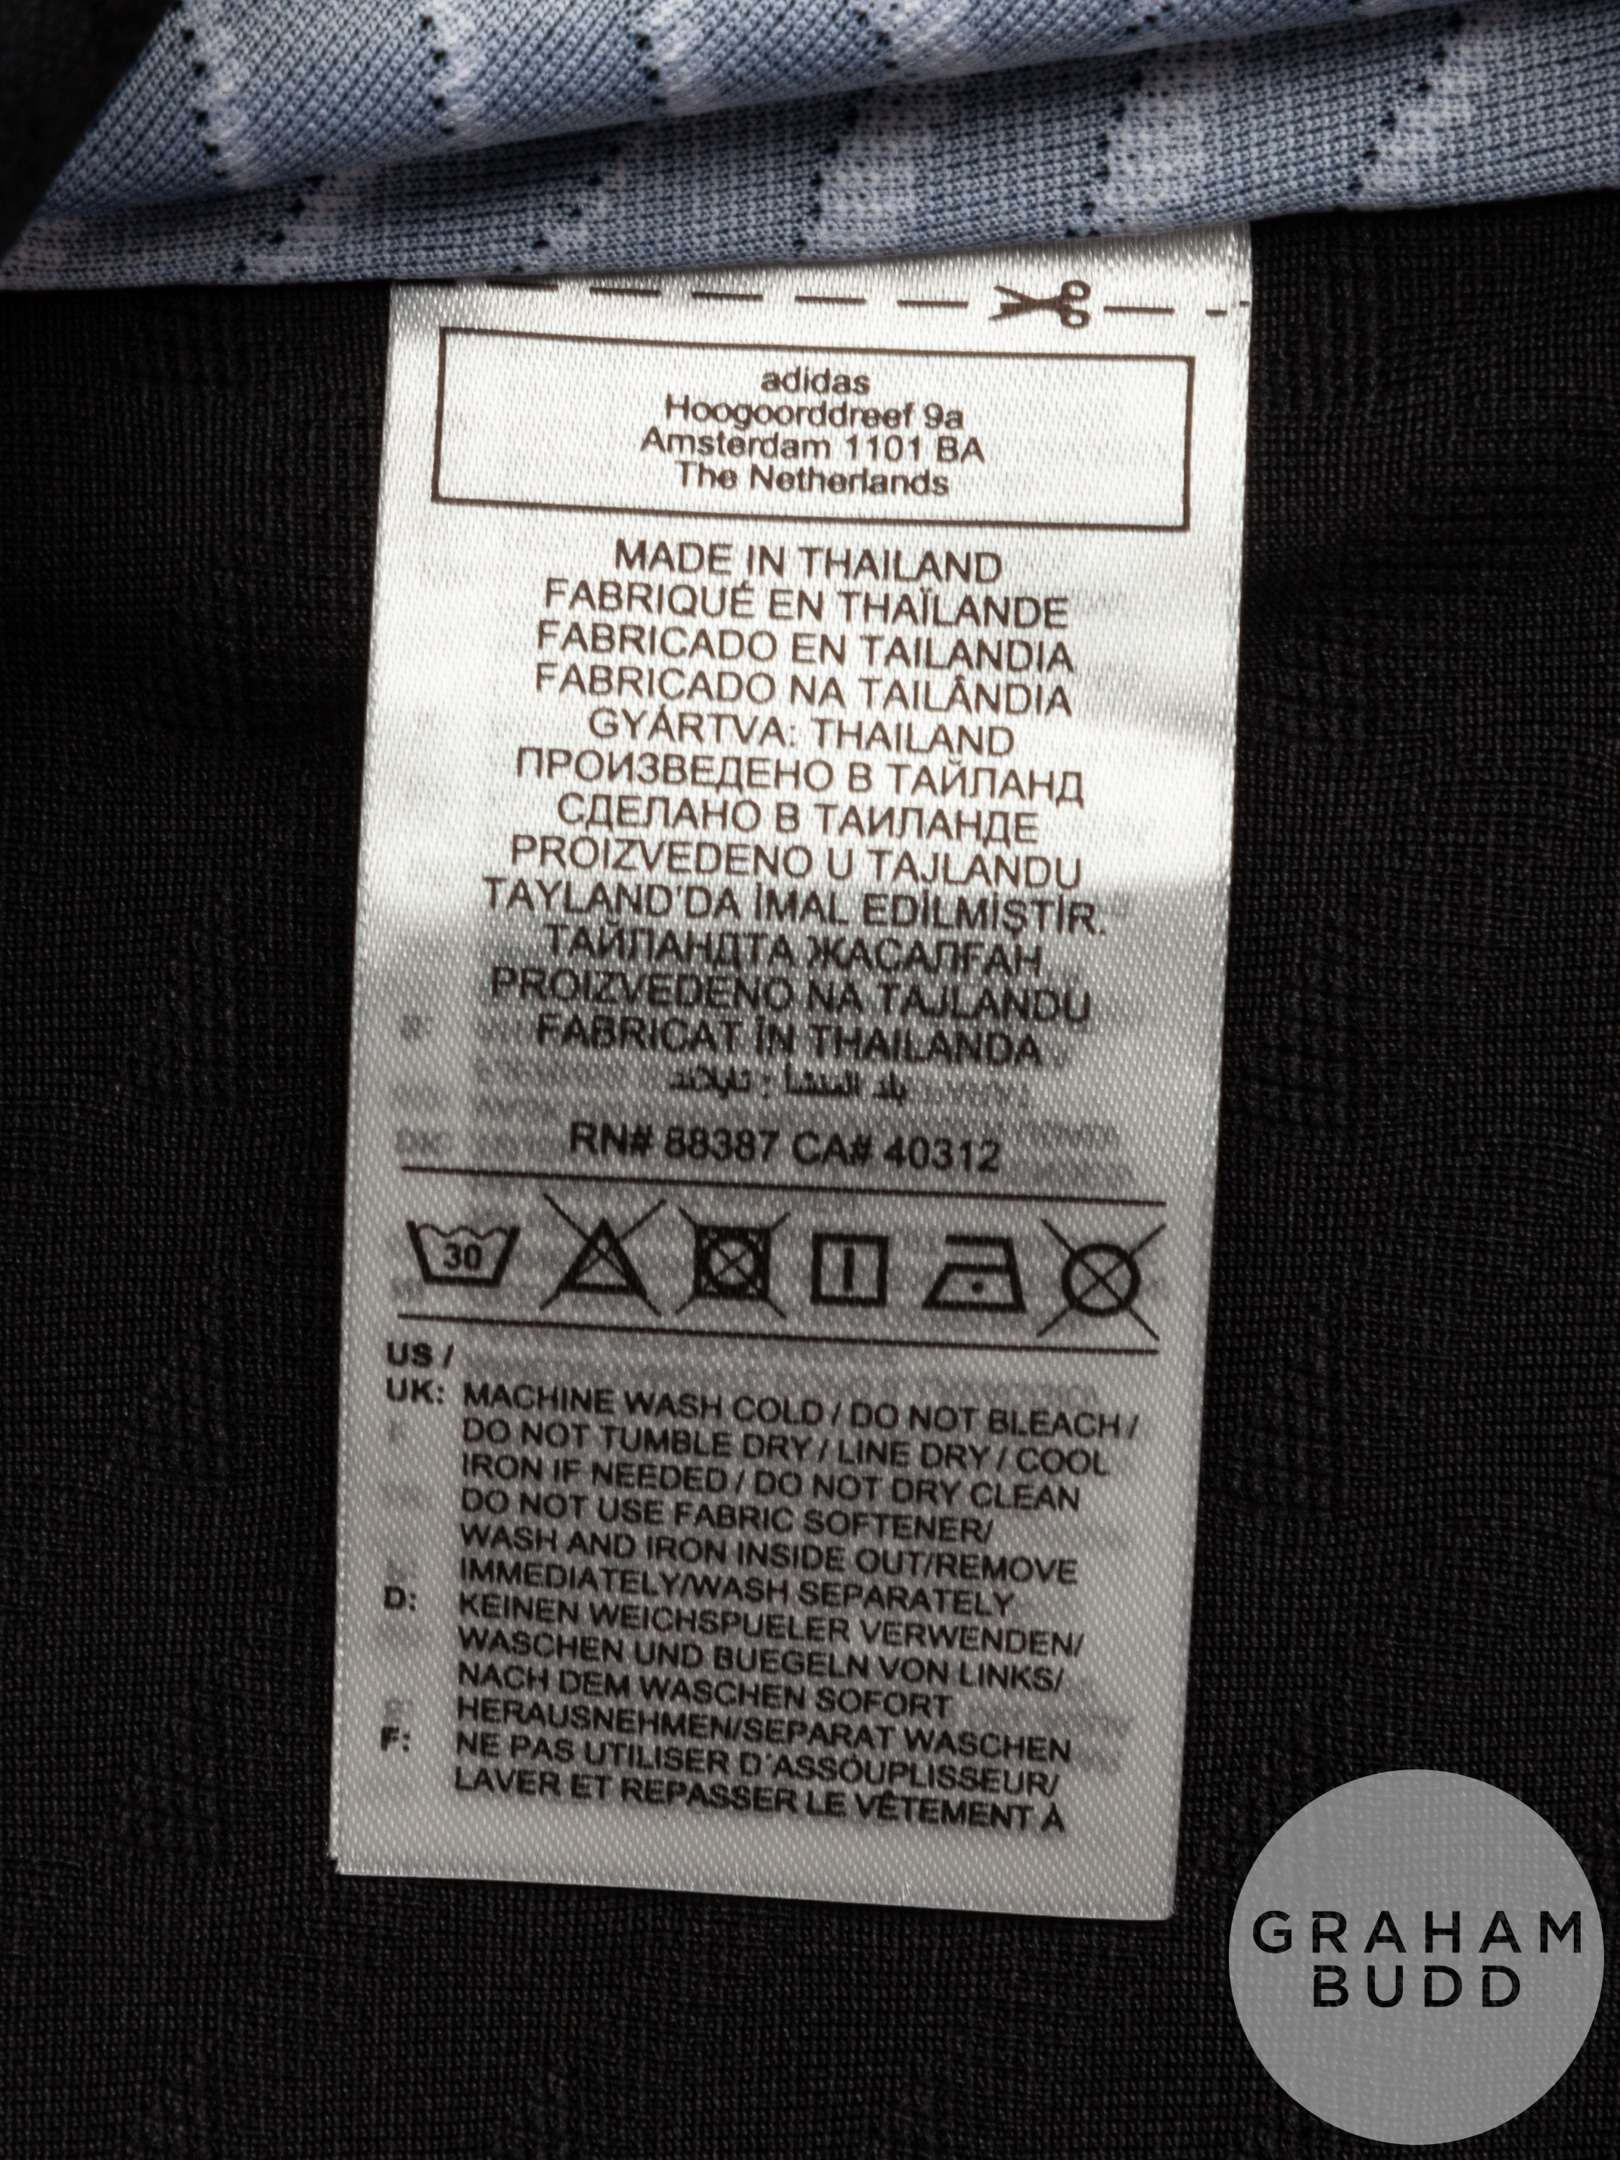 adidas
Hoogoorddreef 9a
Amsterdam 1101 BA
The Netherlands
MADE IN THAILAND
FABRIQUÉ EN THAÏLANDE
FABRICADO EN TAILANDIA
FABRICADO NA TAILÂNDIA
GYÁRTVA: THAILAND
ПРОИЗВЕДЕНО В ТАЙЛАНД
СДЕЛАНО В ТАИЛАНДЕ
PROIZVEDENO U TAJLANDU
TAYLAND'DA İMAL EDİLMİŞTİR.
ТАЙЛАНДТА ЖАСАЛҒАН
PROIZVEDENO NA TAJLANDU
FABRICAT ÎN THAILANDA
بلد المنشأ : تايلاند
RN# 88387 CA# 40312
30
US /
UK: MACHINE WASH COLD / DO NOT BLEACH /
DO NOT TUMBLE DRY / LINE DRY / COOL
IRON IF NEEDED / DO NOT DRY CLEAN
DO NOT USE FABRIC SOFTENER/
WASH AND IRON INSIDE OUT/REMOVE
IMMEDIATELY/WASH SEPARATELY
D: KEINEN WEICHSPUELER VERWENDEN/
WASCHEN UND BUEGELN VON LINKS/
NACH DEM WASCHEN SOFORT
HERAUSNEHMEN/SEPARAT WASCHEN
F: NE PAS UTILISER D'ASSOUPLISSEUR/
LAVER ET REPASSER LE VÊTEMENT À
GRAHAM
BUDD